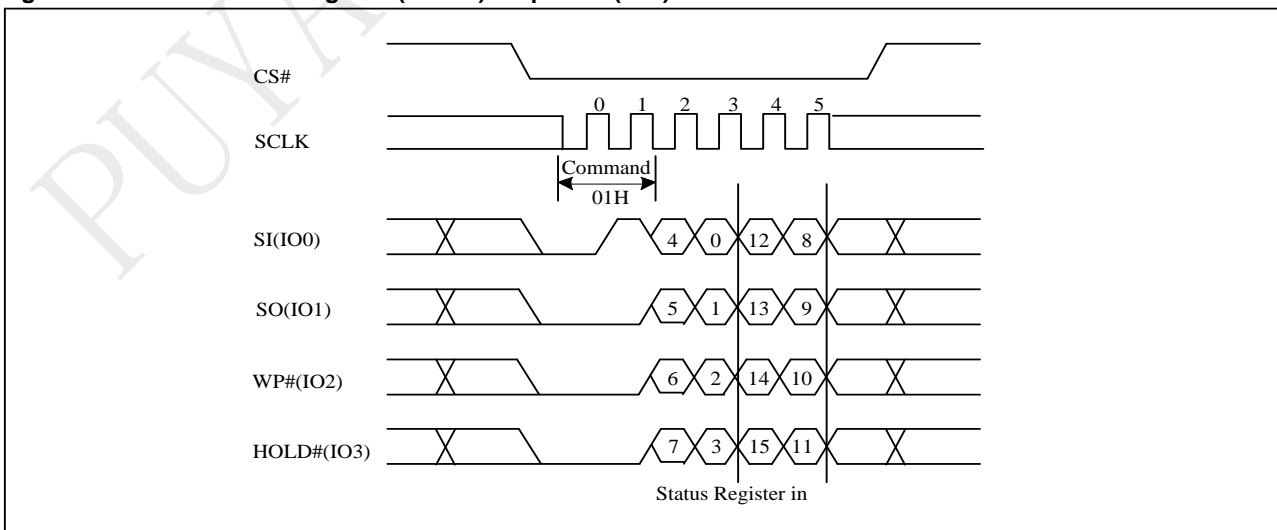 PUYA
CS#
0 1 2 3 4 5
SCLK
Command
01H
SI(IO0)
4 0 12 8
SO(IO1)
5 1 13 9
WP#(IO2)
6 2 14 10
HOLD#(IO3)
7 3 15 11
Status Register in